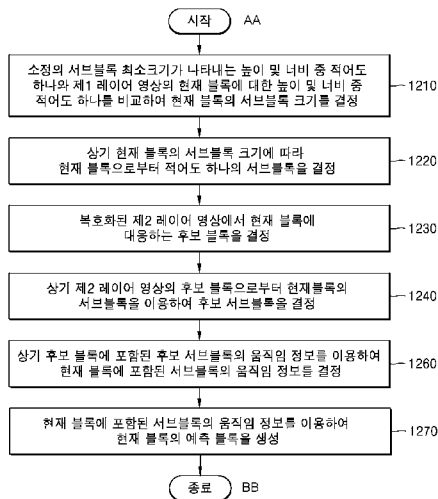 시작 AA
소정의 서브블록 최소크기가 나타내는 높이 및 너비 중 적어도
하나와 제1 레이어 영상의 현재 블록에 대한 높이 및 너비 중
적어도 하나를 비교하여 현재 블록의 서브블록 크기를 결정
1210
상기 현재 블록의 서브블록 크기에 따라
현재 블록으로부터 적어도 하나의 서브블록을 결정
1220
복호화된 제2 레이어 영상에서 현재 블록에
대응하는 후보 블록을 결정
1230
상기 제2 레이어 영상의 후보 블록으로부터 현재블록의
서브블록을 이용하여 후보 서브블록을 결정
1240
상기 후보 블록에 포함된 후보 서브블록의 움직임 정보를 이용하여
현재 블록에 포함된 서브블록의 움직임 정보를 결정
1260
현재 블록에 포함된 서브블록의 움직임 정보를 이용하여
현재 블록의 예측 블록을 생성
1270
종료 BB